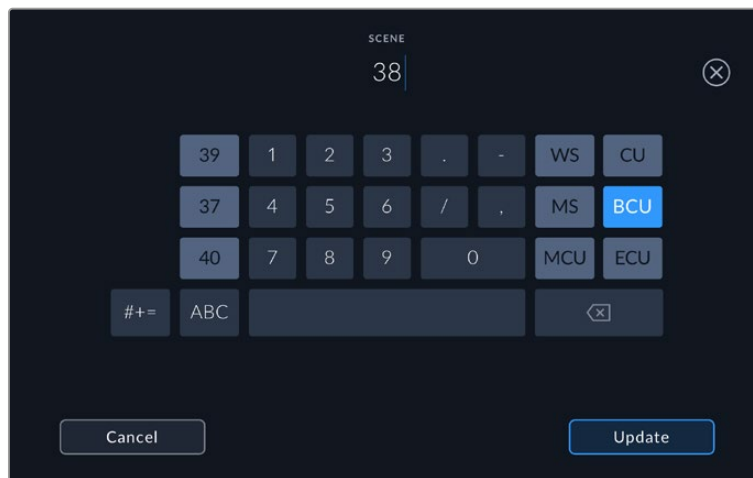 SCENE
38
39 1 2 3 . - WS CU
37 4 5 6 / , MS BCU
40 7 8 9 0 MCU ECU
#+= ABC
Cancel Update